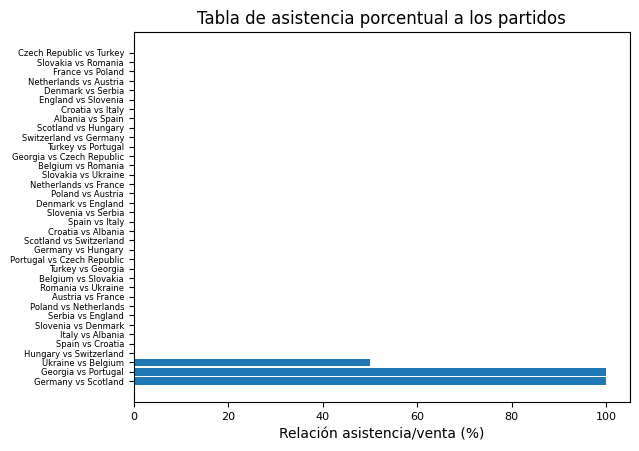 Tabla de asistencia porcentual a los partidos
Czech Republic vs Turkey
Slovakia vs Romania
France vs Poland
Netherlands vs Austria
Denmark vs Serbia
England vs Slovenia
Croatia vs Italy
Albania vs Spain
Scotland vs Hungary
Switzerland vs Germany
Turkey vs Portugal
Georgia vs Czech Republic
Belgium vs Romania
Slovakia vs Ukraine
Netherlands vs France
Poland vs Austria
Denmark vs England
Slovenia vs Serbia
Spain vs Italy
Croatia vs Albania
Scotland vs Switzerland
Germany vs Hungary
Portugal vs Czech Republic
Turkey vs Georgia
Belgium vs Slovakia
Romania vs Ukraine
Austria vs France
Poland vs Netherlands
Serbia vs England
Slovenia vs Denmark
Italy vs Albania
Spain vs Croatia
Hungary vs Switzerland
Ukraine vs Belgium
Georgia vs Portugal
Germany vs Scotland
0 20 40 60 80 100
Relación asistencia/venta (%)